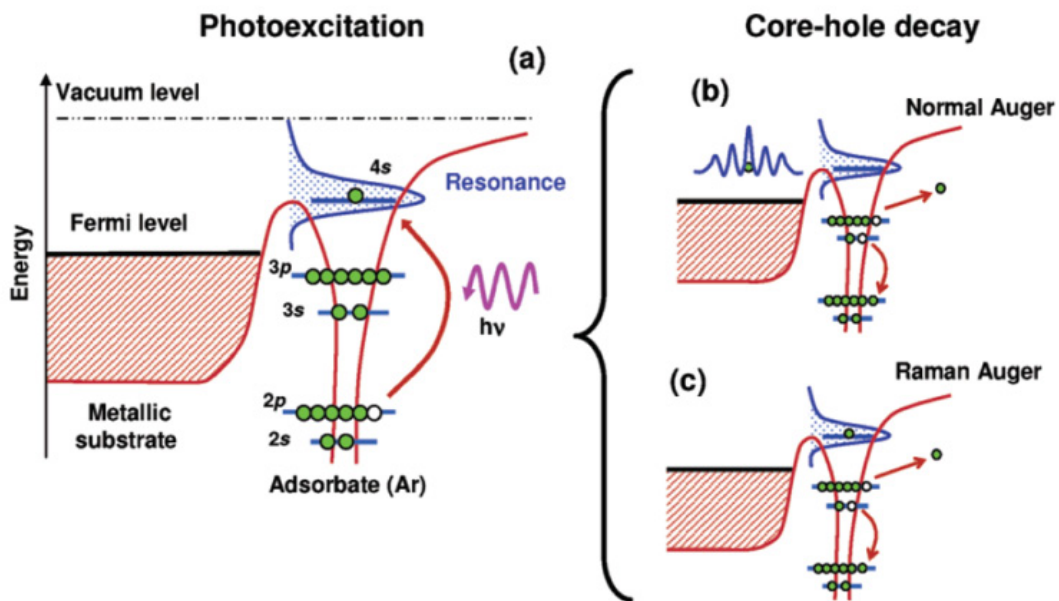 Photoexcitation
Core-hole decay
(a)
Vacuum level
4s
Resonance
Fermi level
Energy
3p
3s
hν
2p
Metallic
substrate
2s
Adsorbate (Ar)
(b)
Normal Auger
(c)
Raman Auger